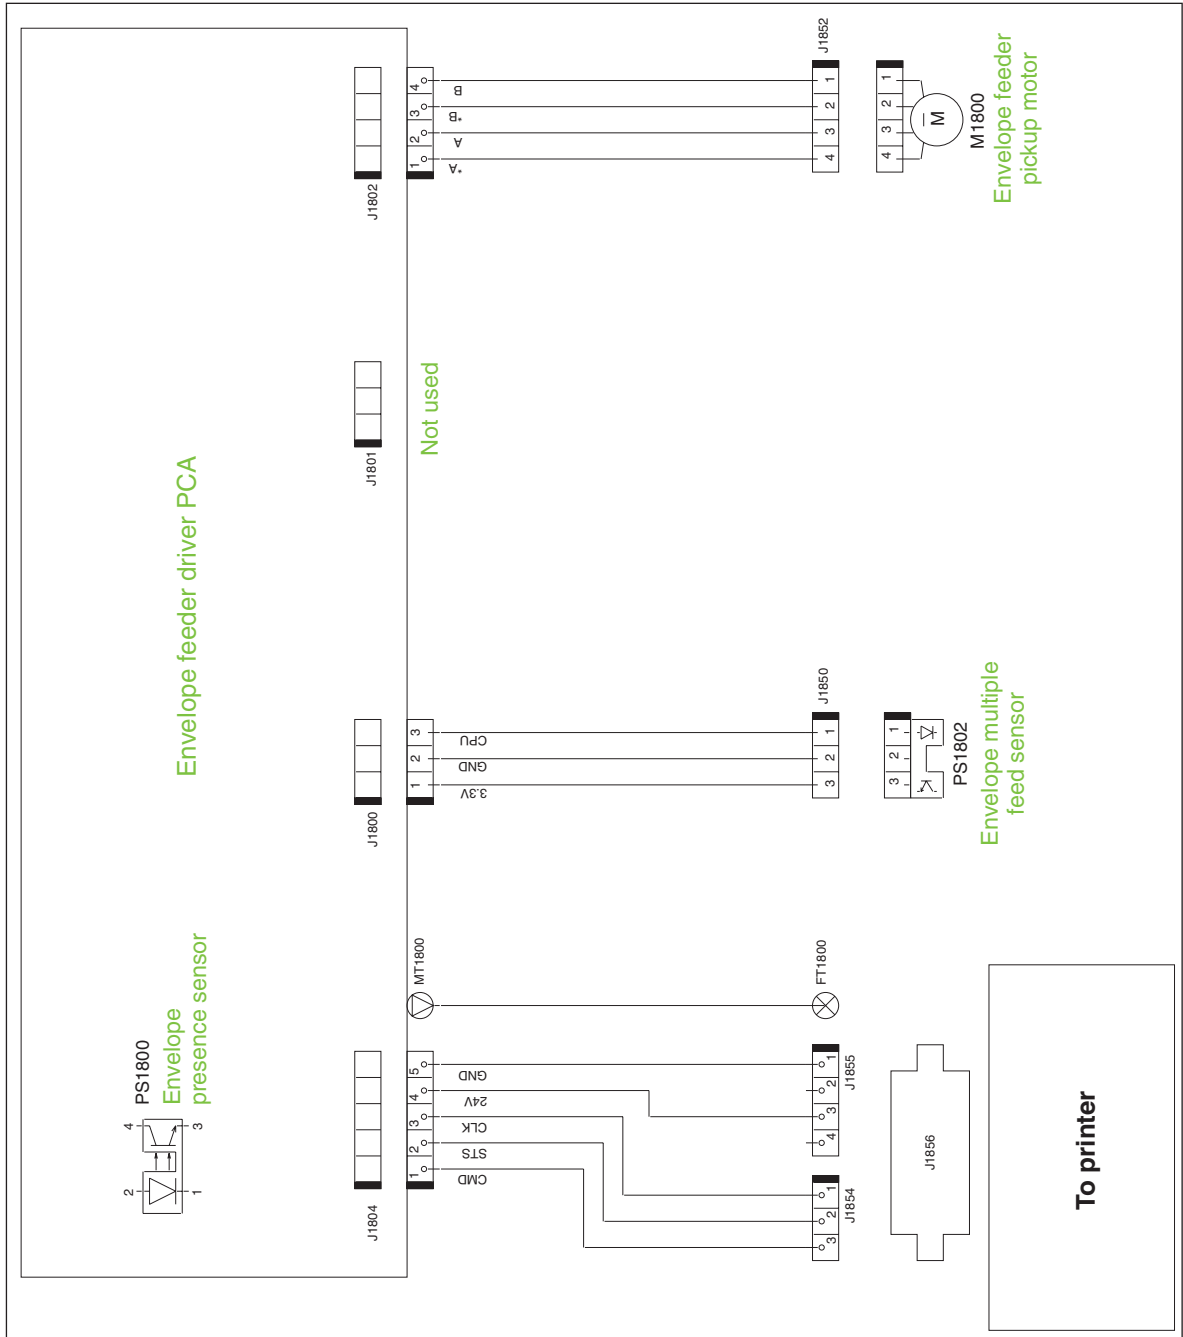 PS1800
Envelope
presence sensor
2
4
1
3
Envelope feeder driver PCA
J1804
J1800
J1801
J1802
1
2
3
4
5
CMD
STS
CLK
24V
GND
MT1800
1
2
3
3.3V
GND
CPU
Not used
1
2
3
4
*A
A
*B
B
3
2
1
J1854
4
3
2
1
J1855
FT1800
3
2
1
J1850
4
3
2
1
J1852
J1856
3
2
1
PS1802
Envelope multiple
feed sensor
4
3
2
1
M
M1800
Envelope feeder
pickup motor
To printer